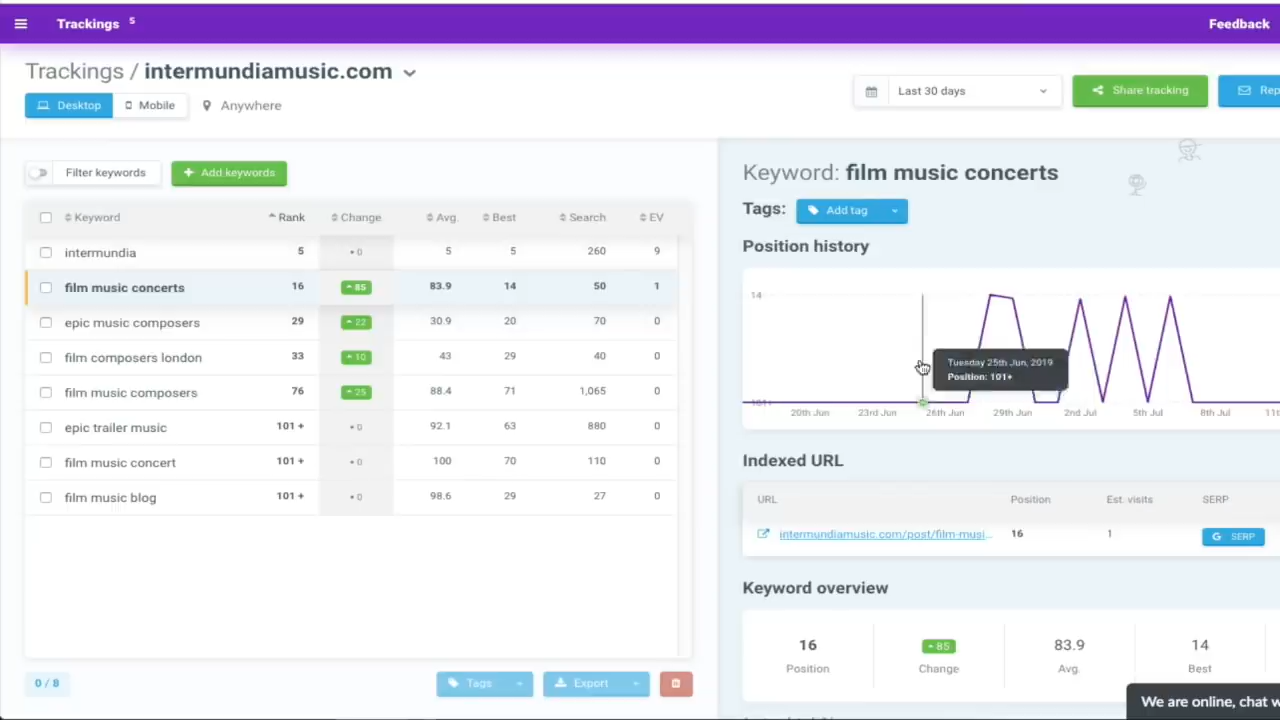 Trackings 5
Feedback
Trackings / intermundiamusic.com
Desktop Mobile Anywhere
Last 30 days
Share tracking
Rep
Filter keywords
Add keywords
Keyword Rank Change Avg. Best Search EV
intermundia 5 0 5 5 260 9
film music concerts 16 85 83.9 14 50 1
epic music composers 29 22 30.9 20 70 0
film composers london 33 10 43 29 40 0
film music composers 76 25 88.4 71 1,065 0
epic trailer music 101 + 0 92.1 63 880 0
film music concert 101 + 0 100 70 110 0
film music blog 101 + 0 98.6 29 27 0
0 / 8
Tags
Export
Keyword: film music concerts
Tags: Add tag
Position history
14
Tuesday 25th Jun, 2019
Position: 101+
101+
20th Jun 23rd Jun 26th Jun 29th Jun 2nd Jul 5th Jul 8th Jul 11t
Indexed URL
URL Position Est. visits SERP
intermundiamusic.com/post/film-musi... 16 1 SERP
Keyword overview
16 85 83.9 14
Position Change Avg. Best
We are online, chat w